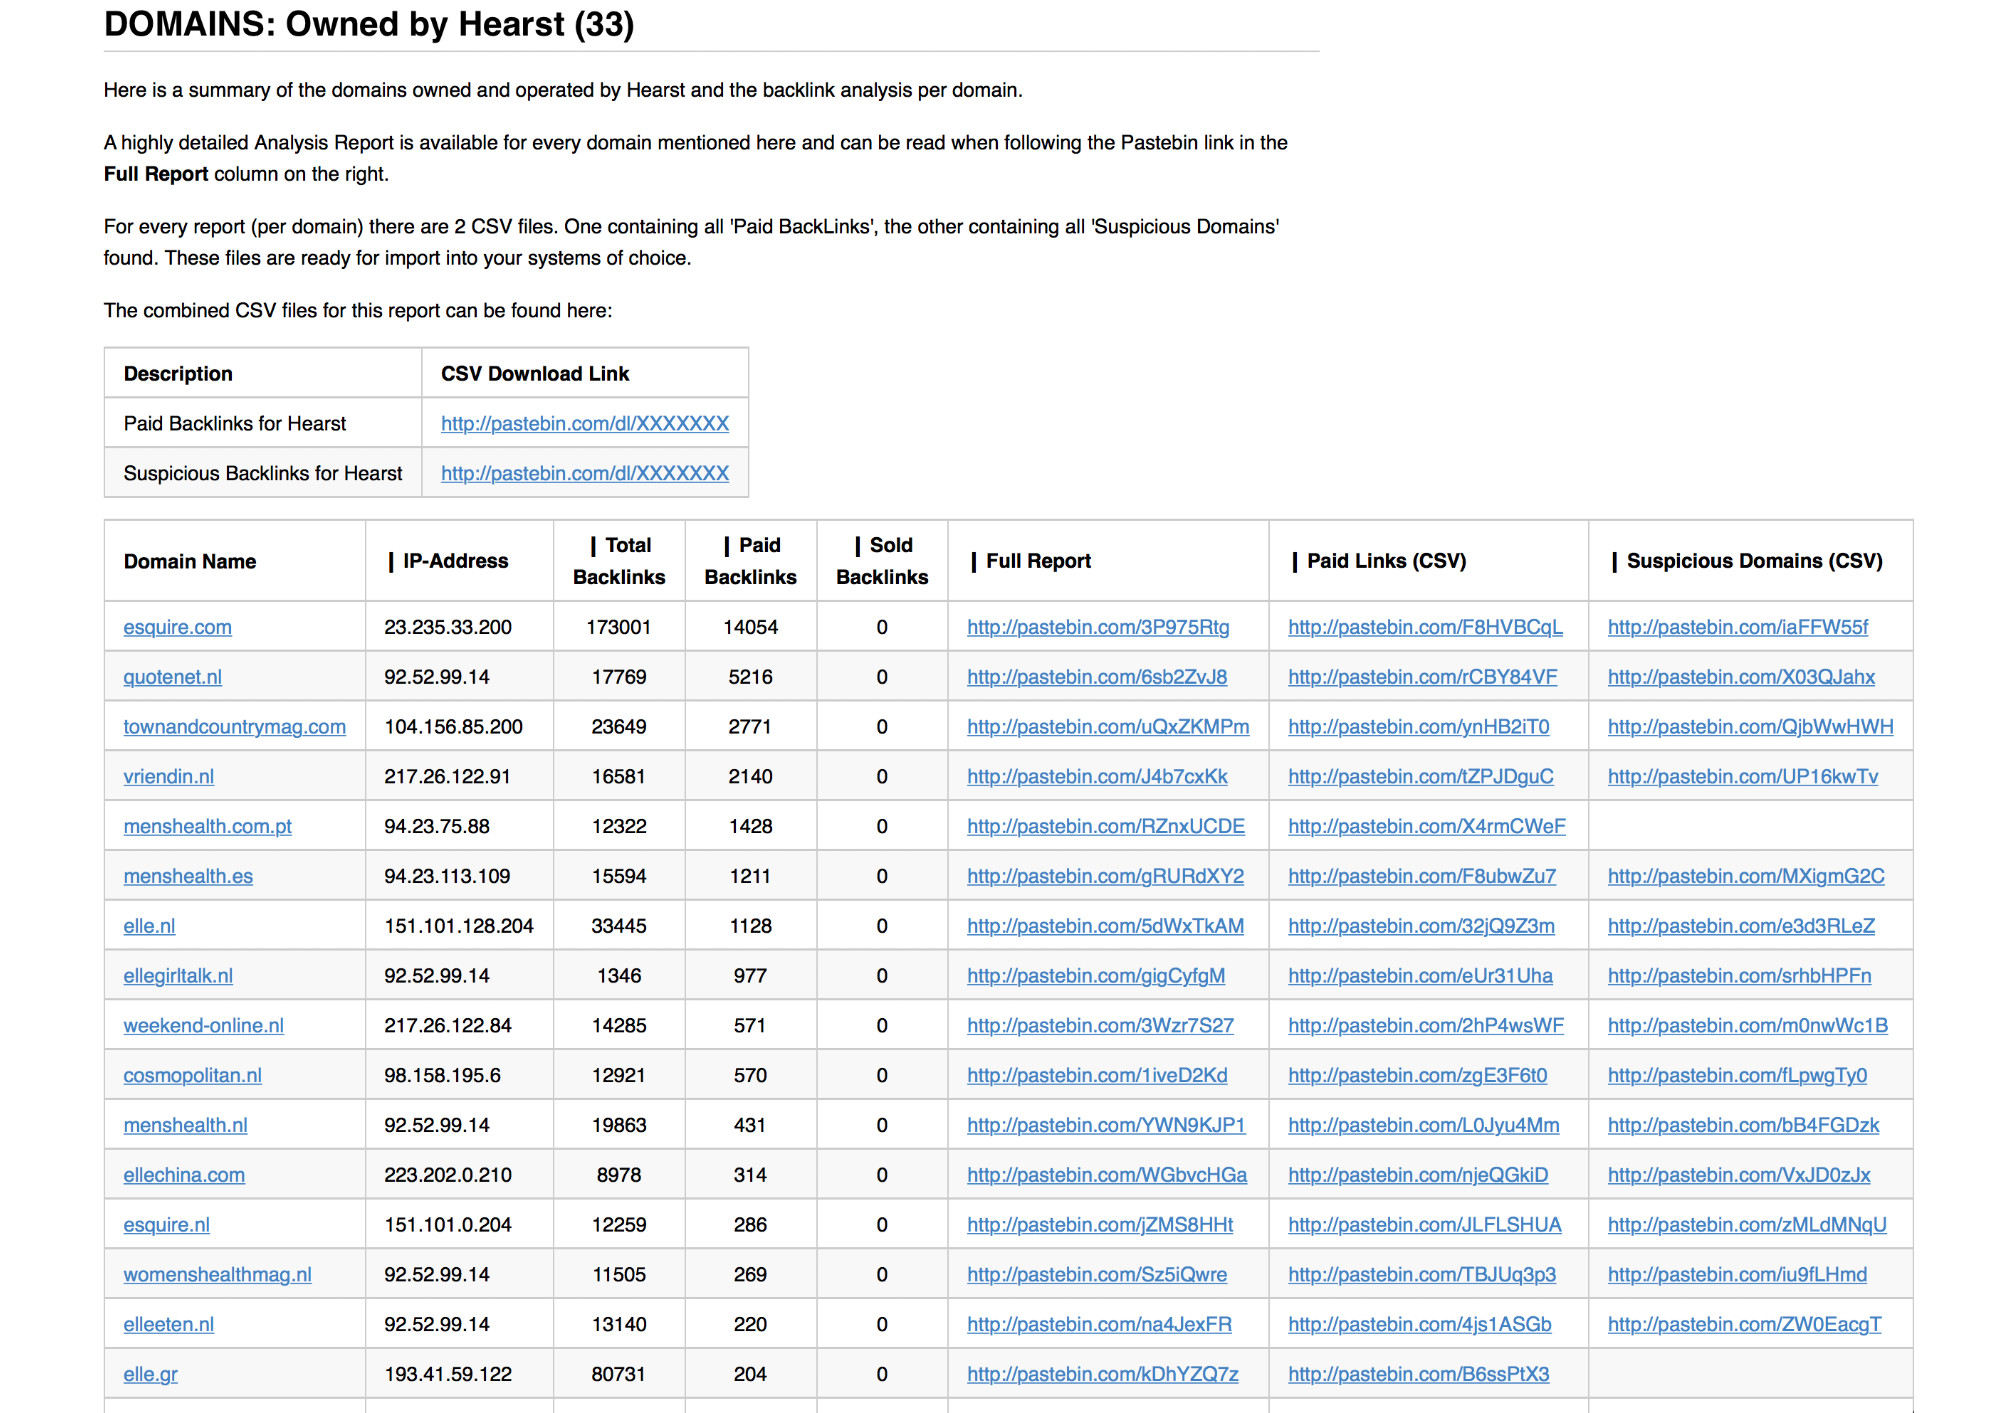 DOMAINS: Owned by Hearst (33)
Here is a summary of the domains owned and operated by Hearst and the backlink analysis per domain.
A highly detailed Analysis Report is available for every domain mentioned here and can be read when following the Pastebin link in the
Full Report column on the right.
For every report (per domain) there are 2 CSV files. One containing all 'Paid BackLinks', the other containing all 'Suspicious Domains'
found. These files are ready for import into your systems of choice.
The combined CSV files for this report can be found here:
Description CSV Download Link
Paid Backlinks for Hearst http://pastebin.com/dl/XXXXXXX
Suspicious Backlinks for Hearst http://pastebin.com/dl/XXXXXXX
Domain Name | IP-Address | Total Backlinks | Paid Backlinks | Sold Backlinks | Full Report | Paid Links (CSV) | Suspicious Domains (CSV)
esquire.com 23.235.33.200 173001 14054 0 http://pastebin.com/3P975Rtg http://pastebin.com/F8HVBCqL http://pastebin.com/iaFFW55f
quotenet.nl 92.52.99.14 17769 5216 0 http://pastebin.com/6sb2ZvJ8 http://pastebin.com/rCBY84VF http://pastebin.com/X03QJahx
townandcountrymag.com 104.156.85.200 23649 2771 0 http://pastebin.com/uQxZKMPm http://pastebin.com/ynHB2iT0 http://pastebin.com/QjbWwHWH
vriendin.nl 217.26.122.91 16581 2140 0 http://pastebin.com/J4b7cxKk http://pastebin.com/tZPJDguC http://pastebin.com/UP16kwTv
menshealth.com.pt 94.23.75.88 12322 1428 0 http://pastebin.com/RZnxUCDE http://pastebin.com/X4rmCWeF
menshealth.es 94.23.113.109 15594 1211 0 http://pastebin.com/gRURdXY2 http://pastebin.com/F8ubwZu7 http://pastebin.com/MXigmG2C
elle.nl 151.101.128.204 33445 1128 0 http://pastebin.com/5dWxTkAM http://pastebin.com/32jQ9Z3m http://pastebin.com/e3d3RLeZ
ellegirltalk.nl 92.52.99.14 1346 977 0 http://pastebin.com/gigCyfgM http://pastebin.com/eUr31Uha http://pastebin.com/srhbHPFn
weekend-online.nl 217.26.122.84 14285 571 0 http://pastebin.com/3Wzr7S27 http://pastebin.com/2hP4wsWF http://pastebin.com/m0nwWc1B
cosmopolitan.nl 98.158.195.6 12921 570 0 http://pastebin.com/1iveD2Kd http://pastebin.com/zgE3F6t0 http://pastebin.com/fLpwgTy0
menshealth.nl 92.52.99.14 19863 431 0 http://pastebin.com/YWN9KJP1 http://pastebin.com/L0Jyu4Mm http://pastebin.com/bB4FGDzk
ellechina.com 223.202.0.210 8978 314 0 http://pastebin.com/WGbvcHGa http://pastebin.com/njeQGkiD http://pastebin.com/VxJD0zJx
esquire.nl 151.101.0.204 12259 286 0 http://pastebin.com/jZMS8HHt http://pastebin.com/JLFLSHUA http://pastebin.com/zMLdMNqU
womenshealthmag.nl 92.52.99.14 11505 269 0 http://pastebin.com/Sz5iQwre http://pastebin.com/TBJUq3p3 http://pastebin.com/iu9fLHmd
elleeten.nl 92.52.99.14 13140 220 0 http://pastebin.com/na4JexFR http://pastebin.com/4js1ASGb http://pastebin.com/ZW0EacgT
elle.gr 193.41.59.122 80731 204 0 http://pastebin.com/kDhYZQ7z http://pastebin.com/B6ssPtX3